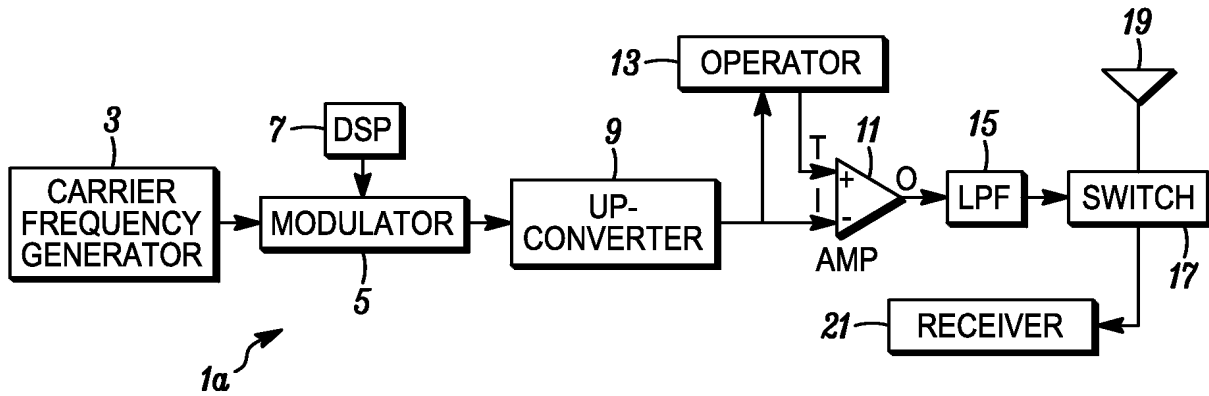 13
OPERATOR
19
3
7
DSP
9
T
11
15
CARRIER
FREQUENCY
GENERATOR
MODULATOR
UP-
CONVERTER
+
I
-
O
LPF
SWITCH
AMP
5
17
21
RECEIVER
1a